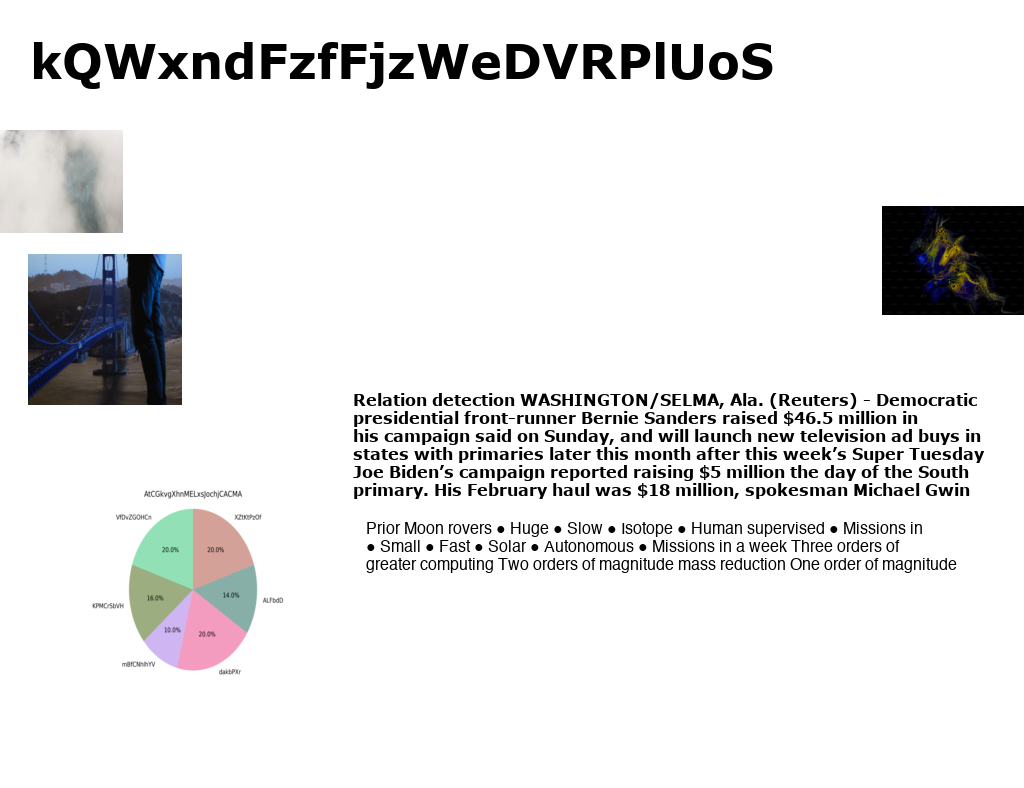 kQWxndFzfFjzWeDVRPlUoS
Relation detection WASHINGTON/SELMA, Ala. (Reuters) - Democratic
presidential front-runner Bernie Sanders raised $46.5 million in
his campaign said on Sunday, and will launch new television ad buys in
states with primaries later this month after this week’s Super Tuesday
Joe Biden’s campaign reported raising $5 million the day of the South
primary. His February haul was $18 million, spokesman Michael Gwin
AtCGkvgXhnMELxsJochjCACMA
VfDvZGOHCn
XZtKtPzOf
20.0%
20.0%
16.0%
14.0%
KPMCrSbVH
ALFbdD
10.0%
20.0%
mBfCNhIhYV
dakbPXr
Prior Moon rovers ● Huge ● Slow ● Isotope ● Human supervised ● Missions in
● Small ● Fast ● Solar ● Autonomous ● Missions in a week Three orders of
greater computing Two orders of magnitude mass reduction One order of magnitude